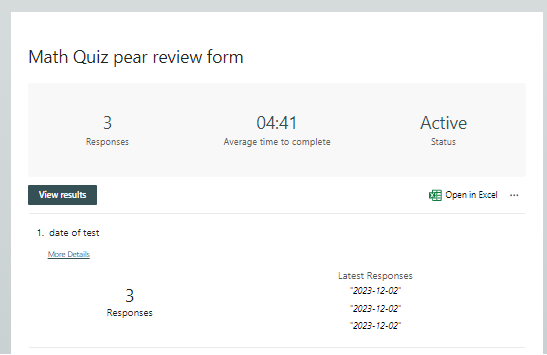 Math Quiz pear review form
3
Responses
04:41
Average time to complete
Active
Status
View results
Open in Excel
...
1. date of test
More Details
3
Responses
Latest Responses
"2023-12-02"
"2023-12-02"
"2023-12-02"